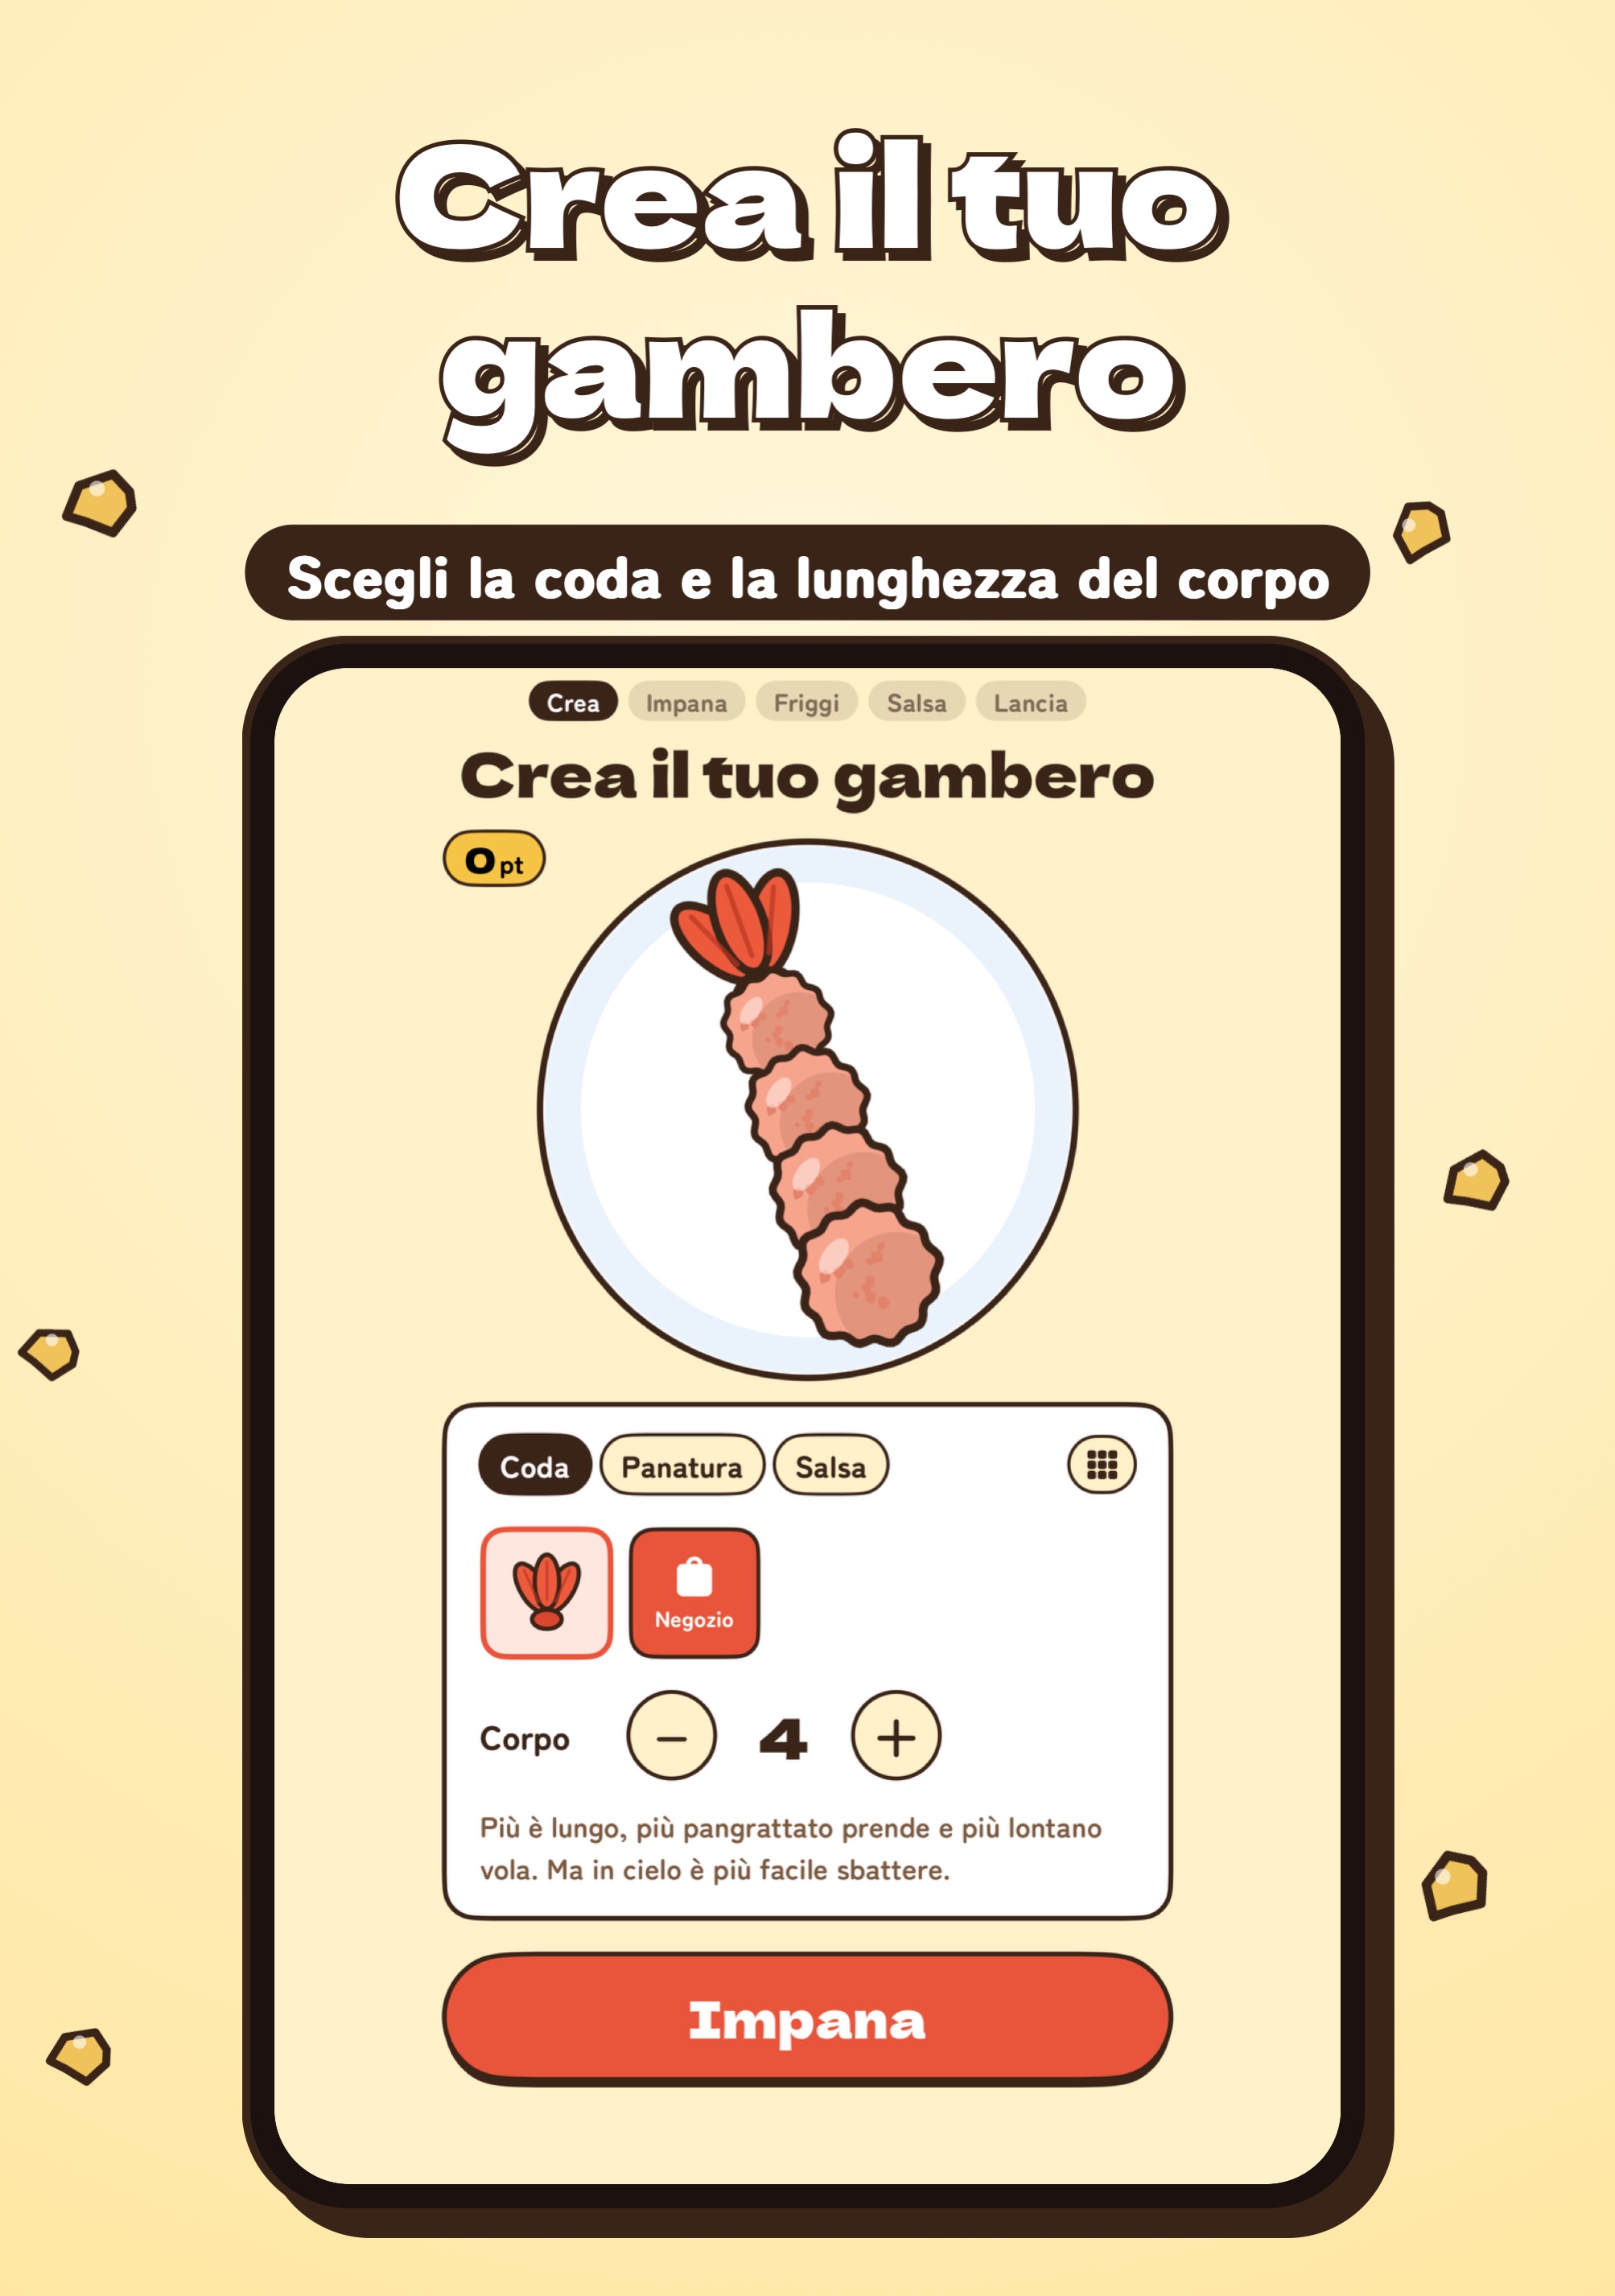 Crea il tuo
gambero
Scegli la coda e la lunghezza del corpo
Crea Impana Friggi Salsa Lancia
Crea il tuo gambero
0 pt
Coda Panatura Salsa
Negozio
Corpo − 4 +
Più è lungo, più pangrattato prende e più lontano
vola. Ma in cielo è più facile sbattere.
Impana